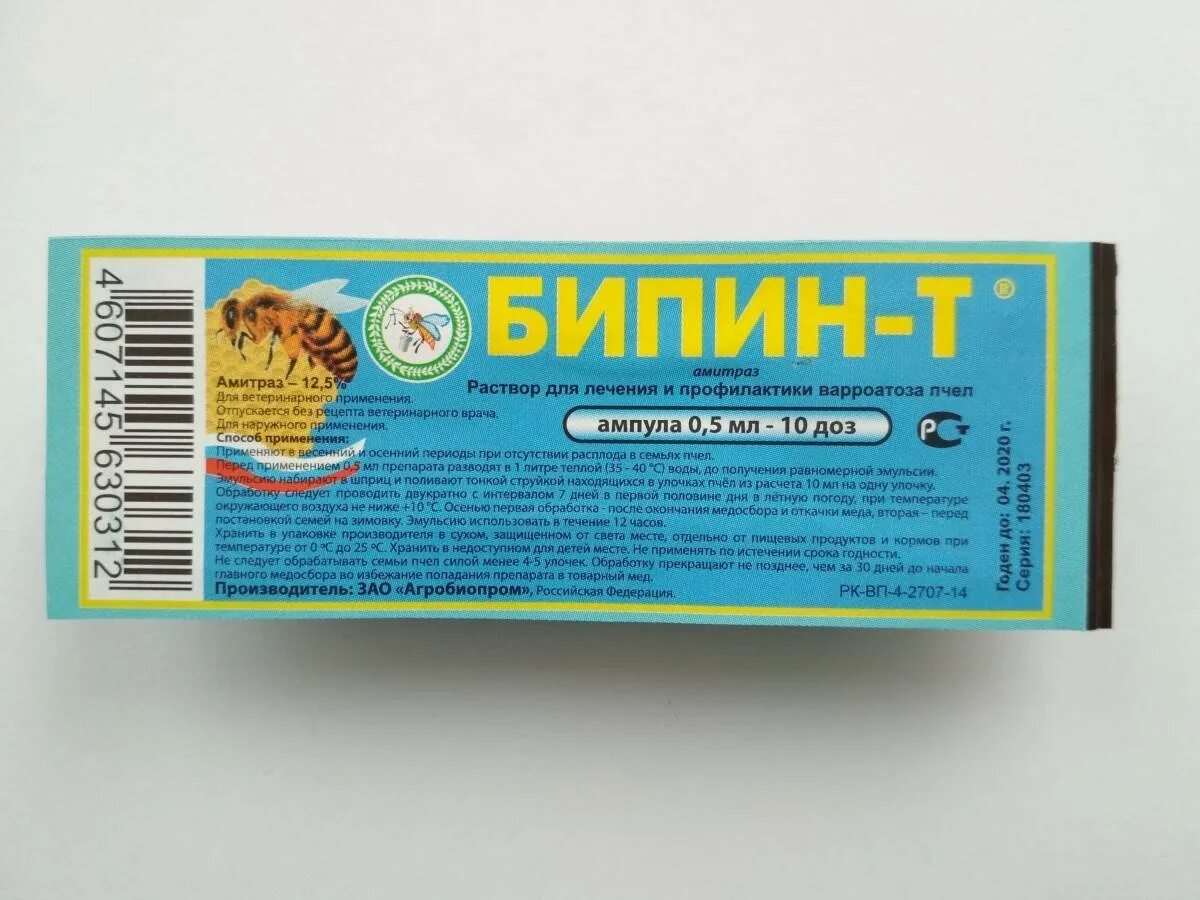 4607145630312
БИПИН-Т ®
амитраз
Раствор для лечения и профилактики варроатоза пчел
ампула 0,5 мл - 10 доз
РСТ
Амитраз – 12,5%
Для ветеринарного применения.
Отпускается без рецепта ветеринарного врача.
Для наружного применения.
Способ применения:
Применяют в весенний и осенний периоды при отсутствии расплода в семьях пчел.
Перед применением 0,5 мл препарата разводят в 1 литре теплой (35 - 40 °С) воды, до получения равномерной эмульсии.
Эмульсию набирают в шприц и поливают тонкой струйкой находящихся в улочках пчёл из расчета 10 мл на одну улочку.
Обработку следует проводить двукратно с интервалом 7 дней в первой половине дня в лётную погоду, при температуре
окружающего воздуха не ниже +10 °С. Осенью первая обработка - после окончания медосбора и откачки меда, вторая – перед
постановкой семей на зимовку. Эмульсию использовать в течение 12 часов.
Хранить в упаковке производителя в сухом, защищенном от света месте, отдельно от пищевых продуктов и кормов при
температуре от 0 ºС до 25 ºС. Хранить в недоступном для детей месте. Не применять по истечении срока годности.
Не следует обрабатывать семьи пчел силой менее 4-5 улочек. Обработку прекращают не позднее, чем за 30 дней до начала
главного медосбора во избежание попадания препарата в товарный мед.
Производитель: ЗАО «Агробиопром», Российская Федерация.
РК-ВП-4-2707-14
Годен до: 04. 2020 г.
Серия: 180403